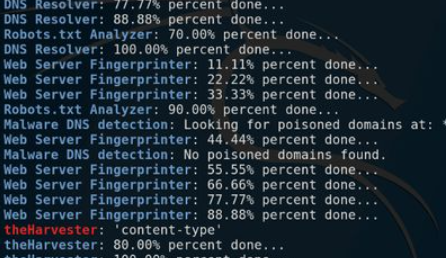 DNS Resolver: 77.77% percent done...
DNS Resolver: 88.88% percent done...
Robots.txt Analyzer: 70.00% percent done...
DNS Resolver: 100.00% percent done...
Web Server Fingerprinter: 11.11% percent done...
Web Server Fingerprinter: 22.22% percent done...
Web Server Fingerprinter: 33.33% percent done...
Robots.txt Analyzer: 90.00% percent done...
Malware DNS detection: Looking for poisoned domains at:
Web Server Fingerprinter: 44.44% percent done...
Malware DNS detection: No poisoned domains found.
Web Server Fingerprinter: 55.55% percent done...
Web Server Fingerprinter: 66.66% percent done...
Web Server Fingerprinter: 77.77% percent done...
Web Server Fingerprinter: 88.88% percent done...
theHarvester: 'content-type'
theHarvester: 80.00% percent done...
theHarvester: 100.00% percent done...